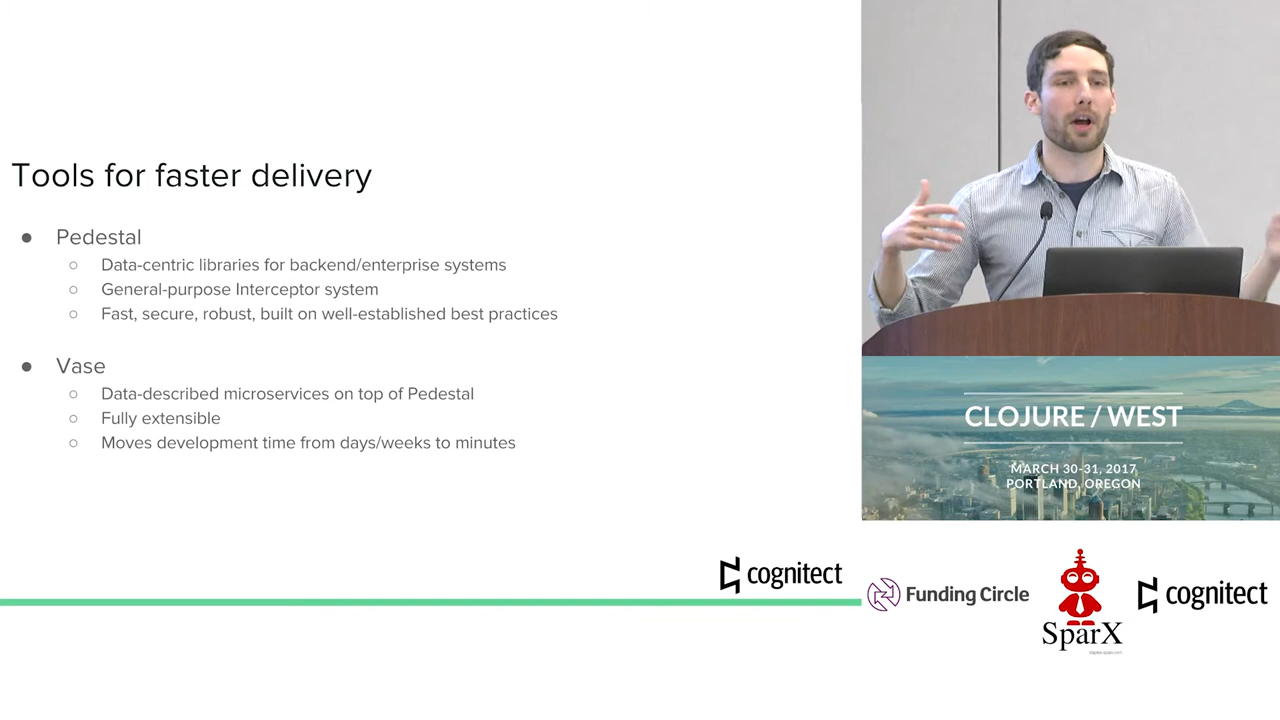 Tools for faster delivery
● Pedestal
○ Data-centric libraries for backend/enterprise systems
○ General-purpose Interceptor system
○ Fast, secure, robust, built on well-established best practices
● Vase
○ Data-described microservices on top of Pedestal
○ Fully extensible
○ Moves development time from days/weeks to minutes
cognitect
CLOJURE / WEST
MARCH 30-31, 2017
PORTLAND, OREGON
Funding Circle
SparX
cognitect